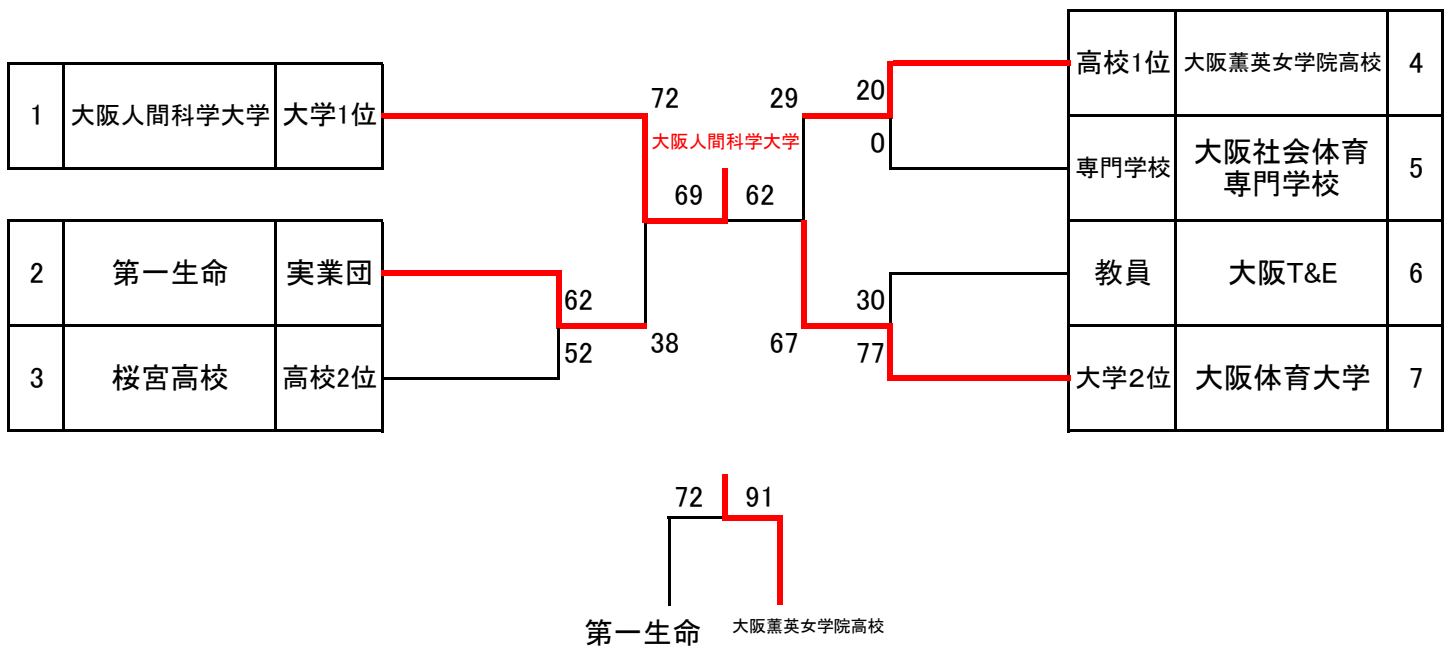 1 大阪人間科学大学 大学1位
2 第一生命 実業団
3 桜宮高校 高校2位
72
62
52
38
大阪人間科学大学
69 62
29
67
20
0
30
77
高校1位 大阪薫英女学院高校 4
専門学校 大阪社会体育
専門学校 5
教員 大阪T&E 6
大学2位 大阪体育大学 7
72 91
第一生命 大阪薫英女学院高校